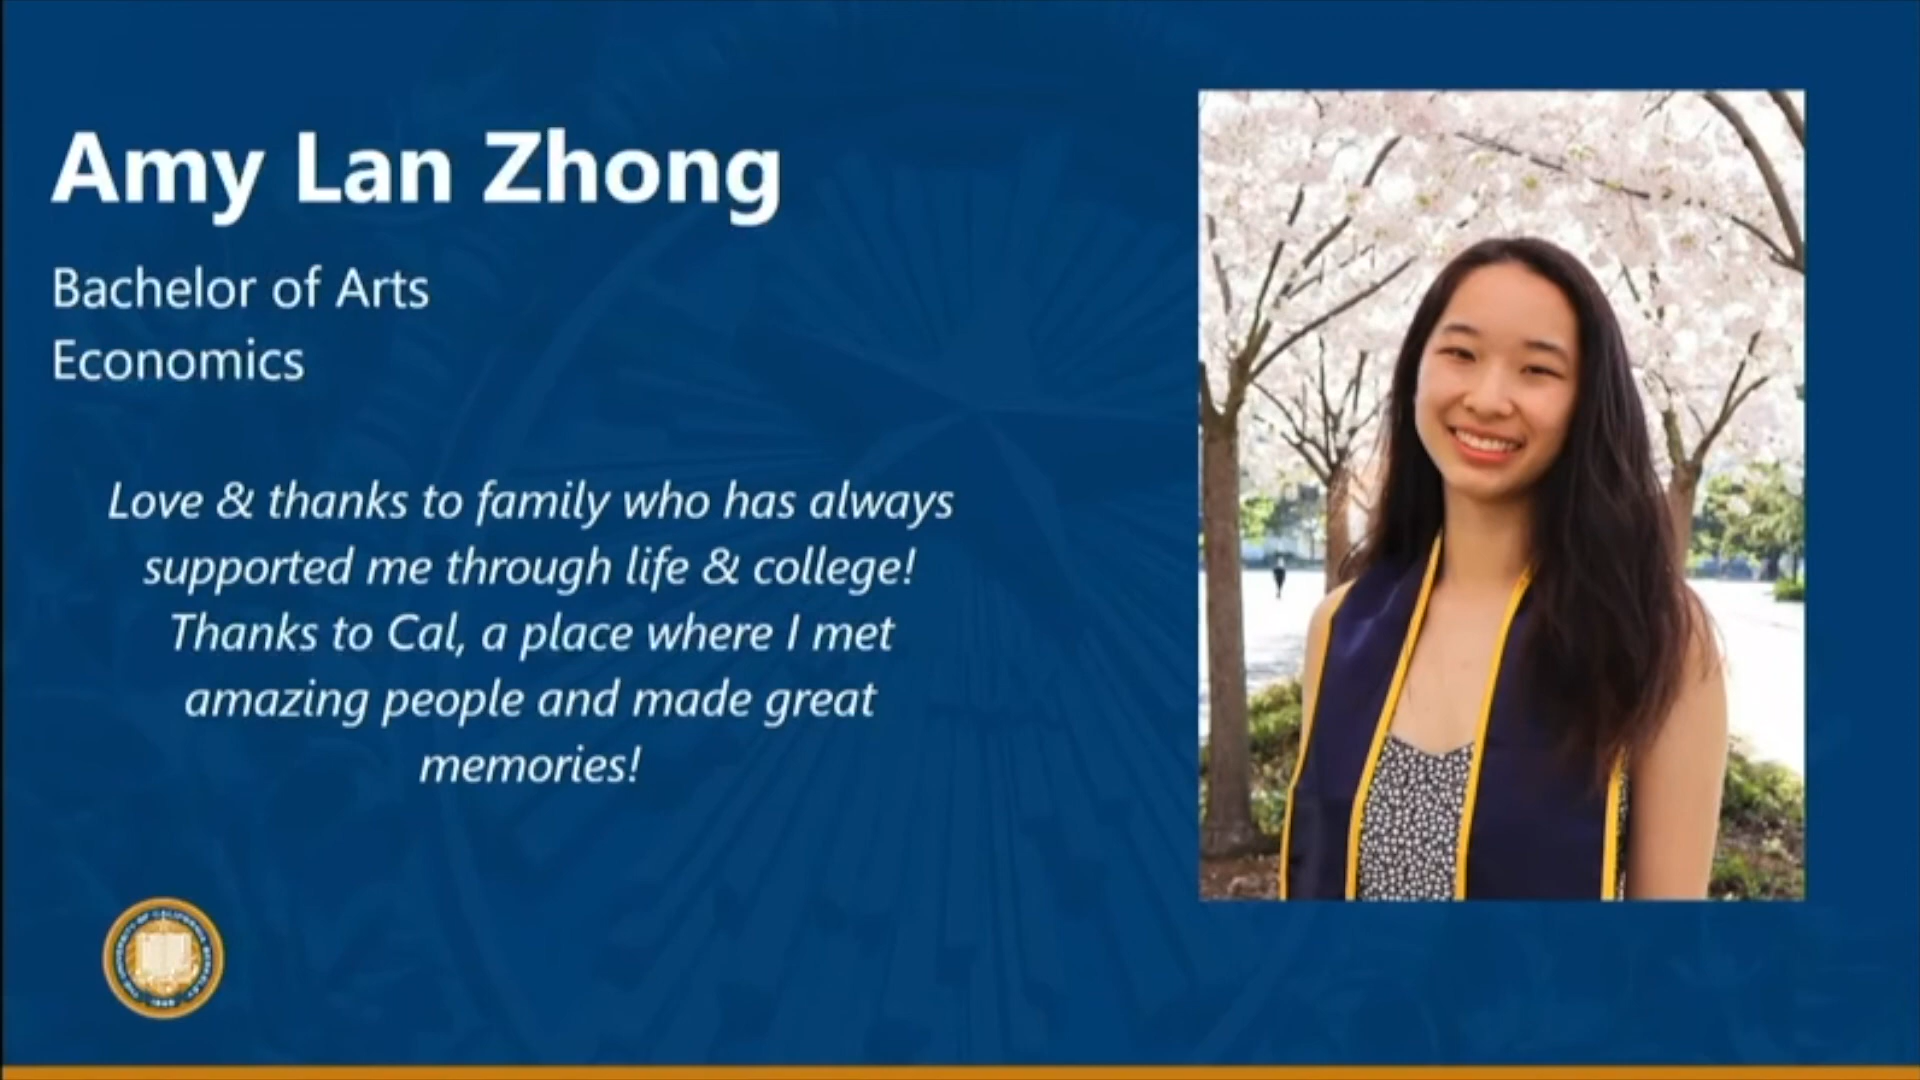 Amy Lan Zhong
Bachelor of Arts
Economics
Love & thanks to family who has always
supported me through life & college!
Thanks to Cal, a place where I met
amazing people and made great
memories!